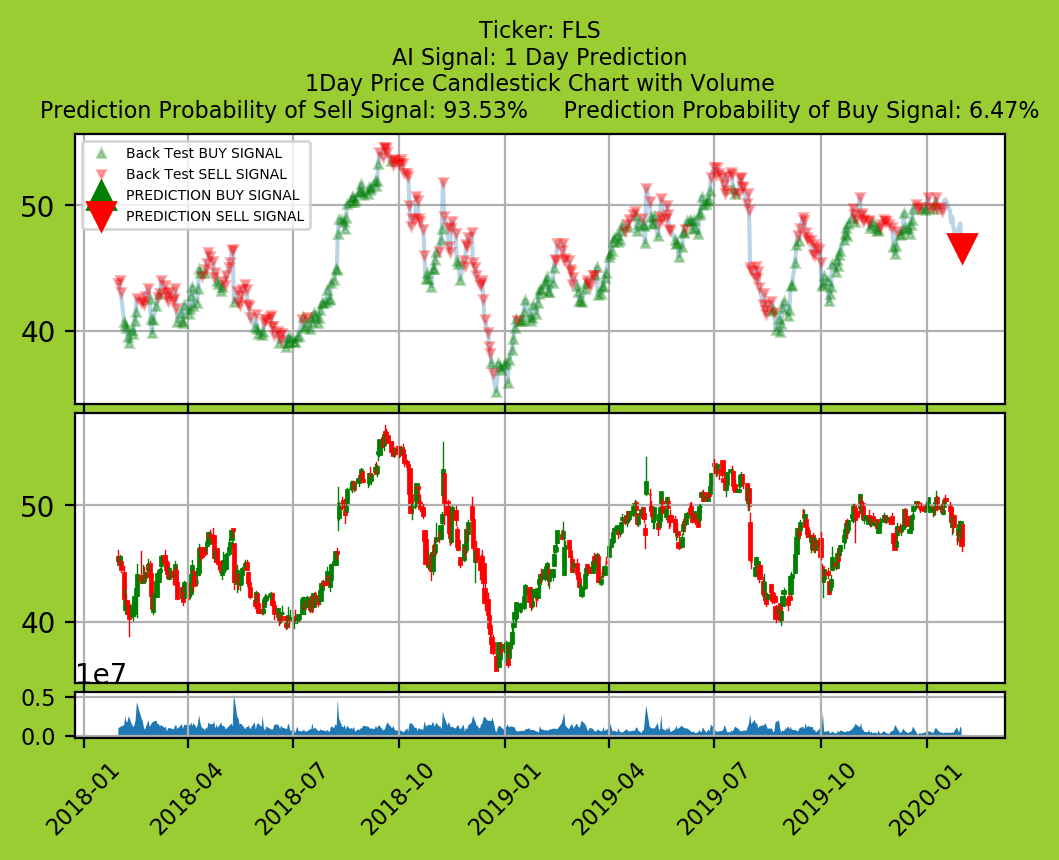 Ticker: FLS
AI Signal: 1 Day Prediction
1Day Price Candlestick Chart with Volume
Prediction Probability of Sell Signal: 93.53% Prediction Probability of Buy Signal: 6.47%
Back Test BUY SIGNAL
Back Test SELL SIGNAL
PREDICTION BUY SIGNAL
PREDICTION SELL SIGNAL
50
40
50
40
1e7
0.5
0.0
2018-01 2018-04 2018-07 2018-10 2019-01 2019-04 2019-07 2019-10 2020-01